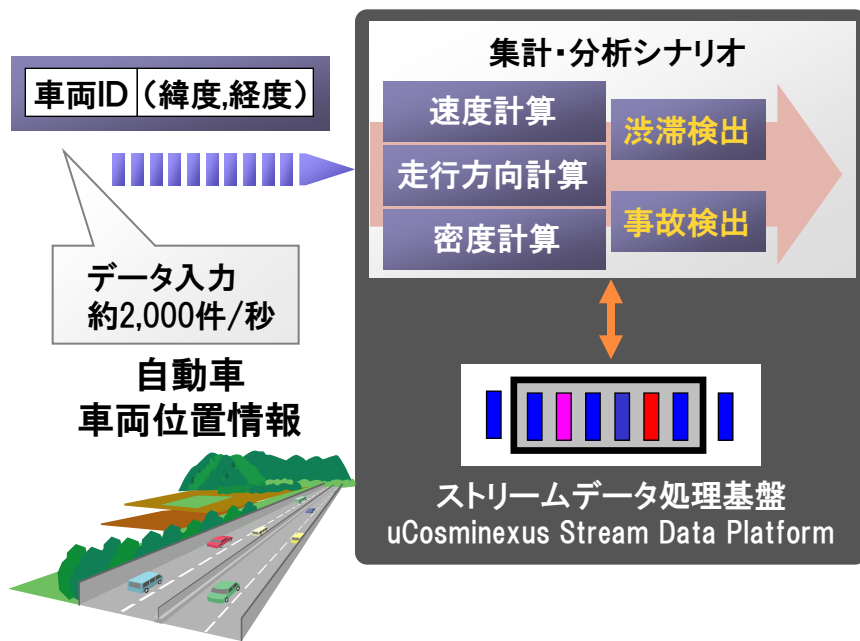 車両ID (緯度,経度)
データ入力
約2,000件/秒
自動車
車両位置情報
集計・分析シナリオ
速度計算
走行方向計算
密度計算
渋滞検出
事故検出
ストリームデータ処理基盤
uCosminexus Stream Data Platform